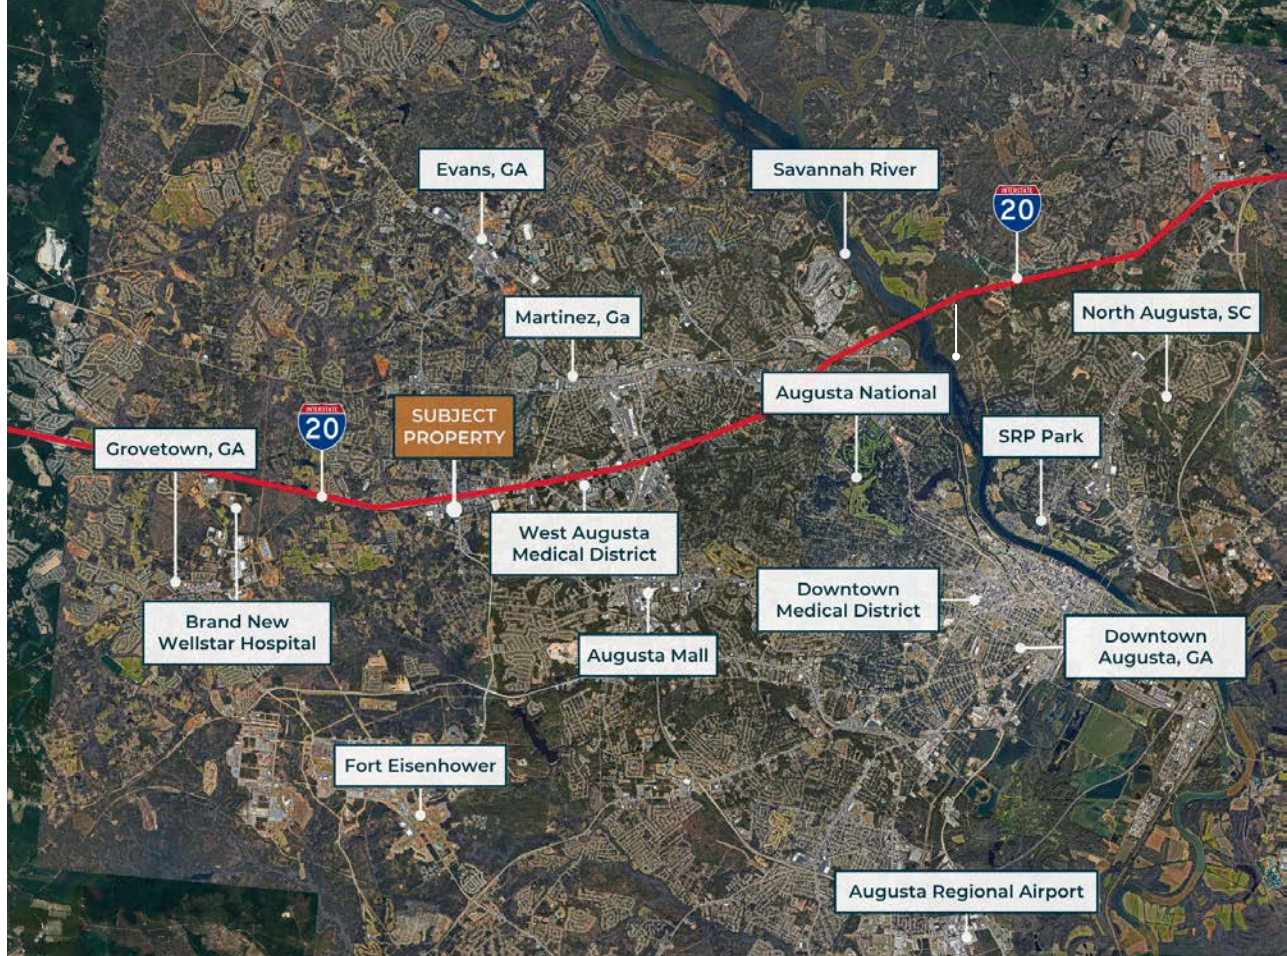 Evans, GA
Savannah River
INTERSTATE
20
Martinez, Ga
North Augusta, SC
Augusta National
INTERSTATE
20
SUBJECT
PROPERTY
Grovetown, GA
SRP Park
West Augusta
Medical District
Downtown
Medical District
Brand New
Wellstar Hospital
Augusta Mall
Downtown
Augusta, GA
Fort Eisenhower
Augusta Regional Airport